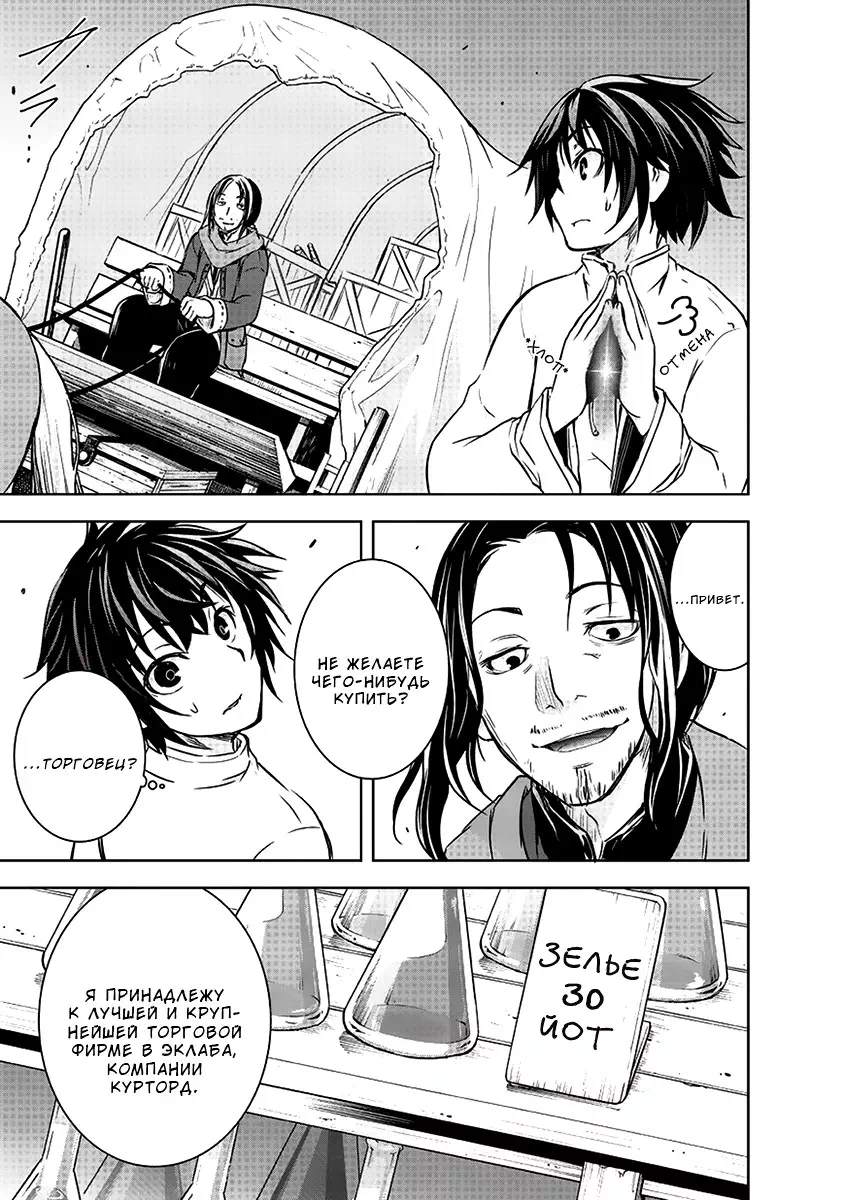 *ХЛОП*
ОТМЕНА
...ПРИВЕТ.
НЕ ЖЕЛАЕТЕ
ЧЕГО-НИБУДЬ
КУПИТЬ?
...ТОРГОВЕЦ?
ЗЕЛЬЕ
30
ЙОТ
Я ПРИНАДЛЕЖУ
К ЛУЧШЕЙ И КРУП-
НЕЙШЕЙ ТОРГОВОЙ
ФИРМЕ В ЭКЛАБА,
КОМПАНИИ
КУРТОРД.